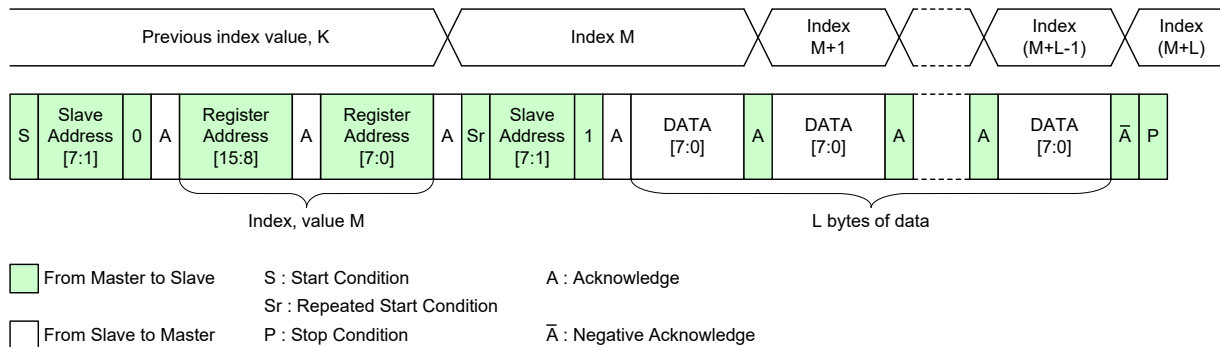 Previous index value, K
Index M
Index
M+1
Index
(M+L-1)
Index
(M+L)
S
Slave
Address
[7:1]
0
A
Register
Address
[15:8]
A
Register
Address
[7:0]
A
Sr
Slave
Address
[7:1]
1
A
DATA
[7:0]
A
DATA
[7:0]
A
A
DATA
[7:0]
A̅
P
Index, value M
L bytes of data
From Master to Slave
S : Start Condition
A : Acknowledge
Sr : Repeated Start Condition
From Slave to Master
P : Stop Condition
A̅ : Negative Acknowledge